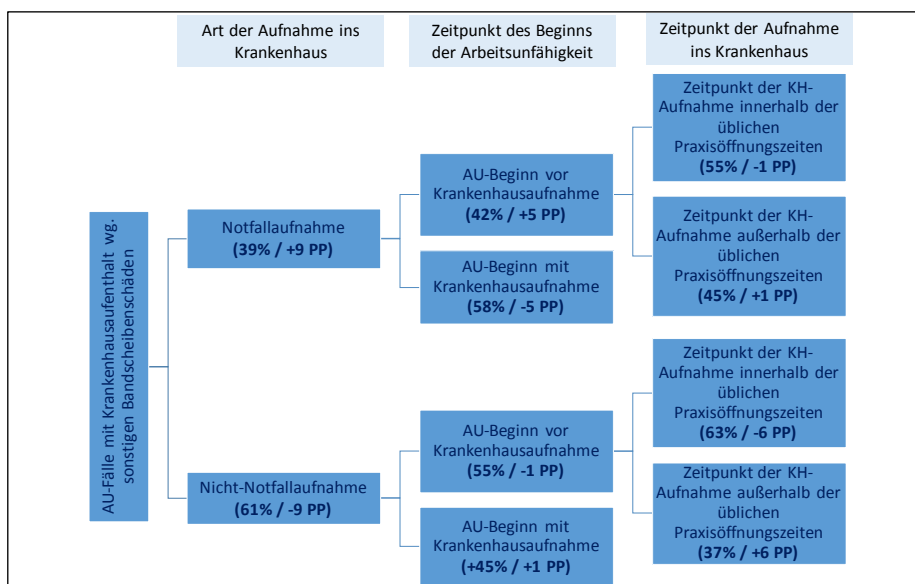 Art der Aufnahme ins
Krankenhaus
Zeitpunkt des Beginns
der Arbeitsunfähigkeit
Zeitpunkt der Aufnahme
ins Krankenhaus
AU-Fälle mit Krankenhausaufenthalt wg.
sonstigen Bandscheibenschäden
Notfallaufnahme
(39% / +9 PP)
AU-Beginn vor
Krankenhausaufnahme
(42% / +5 PP)
Zeitpunkt der KH-
Aufnahme innerhalb der
üblichen
Praxisöffnungszeiten
(55% / -1 PP)
Zeitpunkt der KH-
Aufnahme außerhalb der
üblichen
Praxisöffnungszeiten
(45% / +1 PP)
AU-Beginn mit
Krankenhausaufnahme
(58% / -5 PP)
Nicht-Notfallaufnahme
(61% / -9 PP)
AU-Beginn vor
Krankenhausaufnahme
(55% / -1 PP)
Zeitpunkt der KH-
Aufnahme innerhalb der
üblichen
Praxisöffnungszeiten
(63% / -6 PP)
Zeitpunkt der KH-
Aufnahme außerhalb der
üblichen
Praxisöffnungszeiten
(37% / +6 PP)
AU-Beginn mit
Krankenhausaufnahme
(+45% / +1 PP)